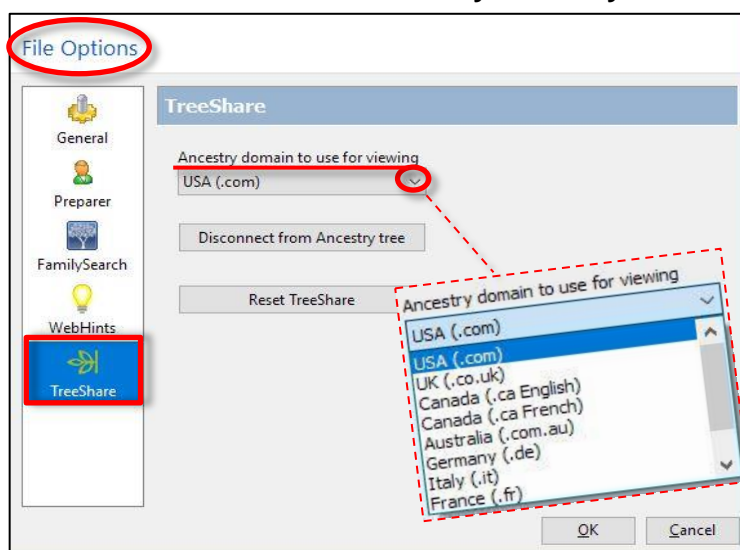 File Options
General
Preparer
FamilySearch
WebHints
TreeShare
TreeShare
Ancestry domain to use for viewing
USA (.com)
Disconnect from Ancestry tree
Reset TreeShare
Ancestry domain to use for viewing
USA (.com)
USA (.com)
UK (.co.uk)
Canada (.ca English)
Canada (.ca French)
Australia (.com.au)
Germany (.de)
Italy (.it)
France (.fr)
OK
Cancel